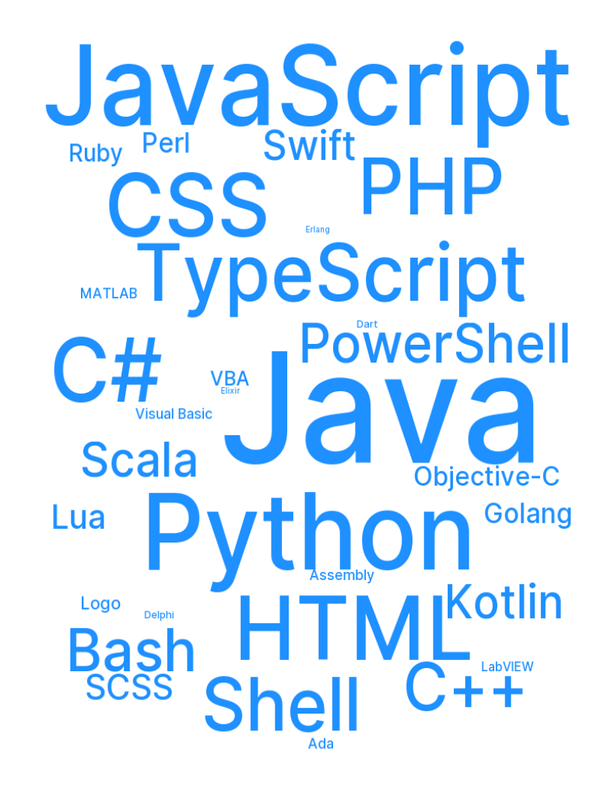 JavaScript
Ruby
Perl
Swift
PHP
CSS
Erlang
TypeScript
MATLAB
Dart
PowerShell
C#
VBA
Elixir
Java
Visual Basic
Scala
Objective-C
Lua
Python
Golang
Assembly
Logo
Delphi
HTML
Kotlin
Bash
LabVIEW
SCSS
C++
Shell
Ada